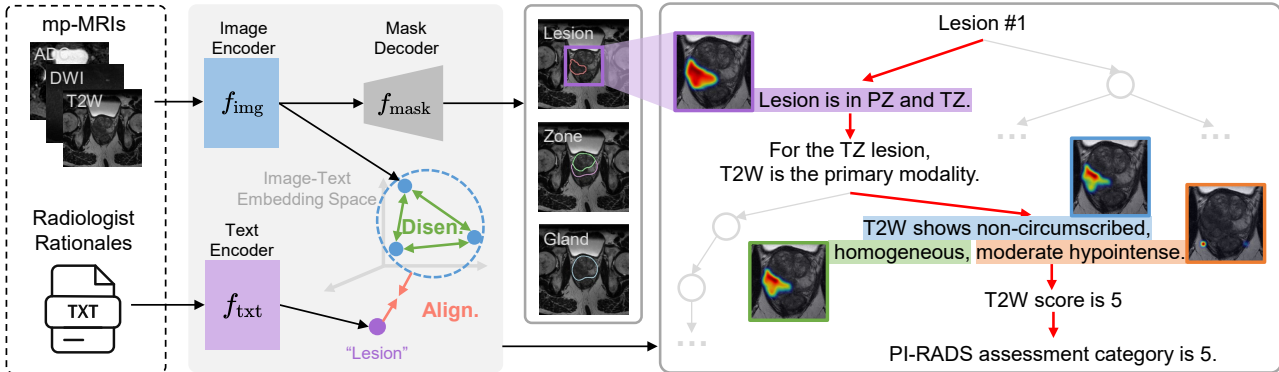 mp-MRIs
ADC
DWI
T2W
Radiologist
Rationales
TXT
Image
Encoder
f_img
Mask
Decoder
f_mask
Image-Text
Embedding Space
Disen.
Text
Encoder
f_txt
Align.
“Lesion”
Lesion
Zone
Gland
Lesion #1
Lesion is in PZ and TZ.
For the TZ lesion,
T2W is the primary modality.
T2W shows non-circumscribed,
homogeneous, moderate hypointense.
T2W score is 5
PI-RADS assessment category is 5.